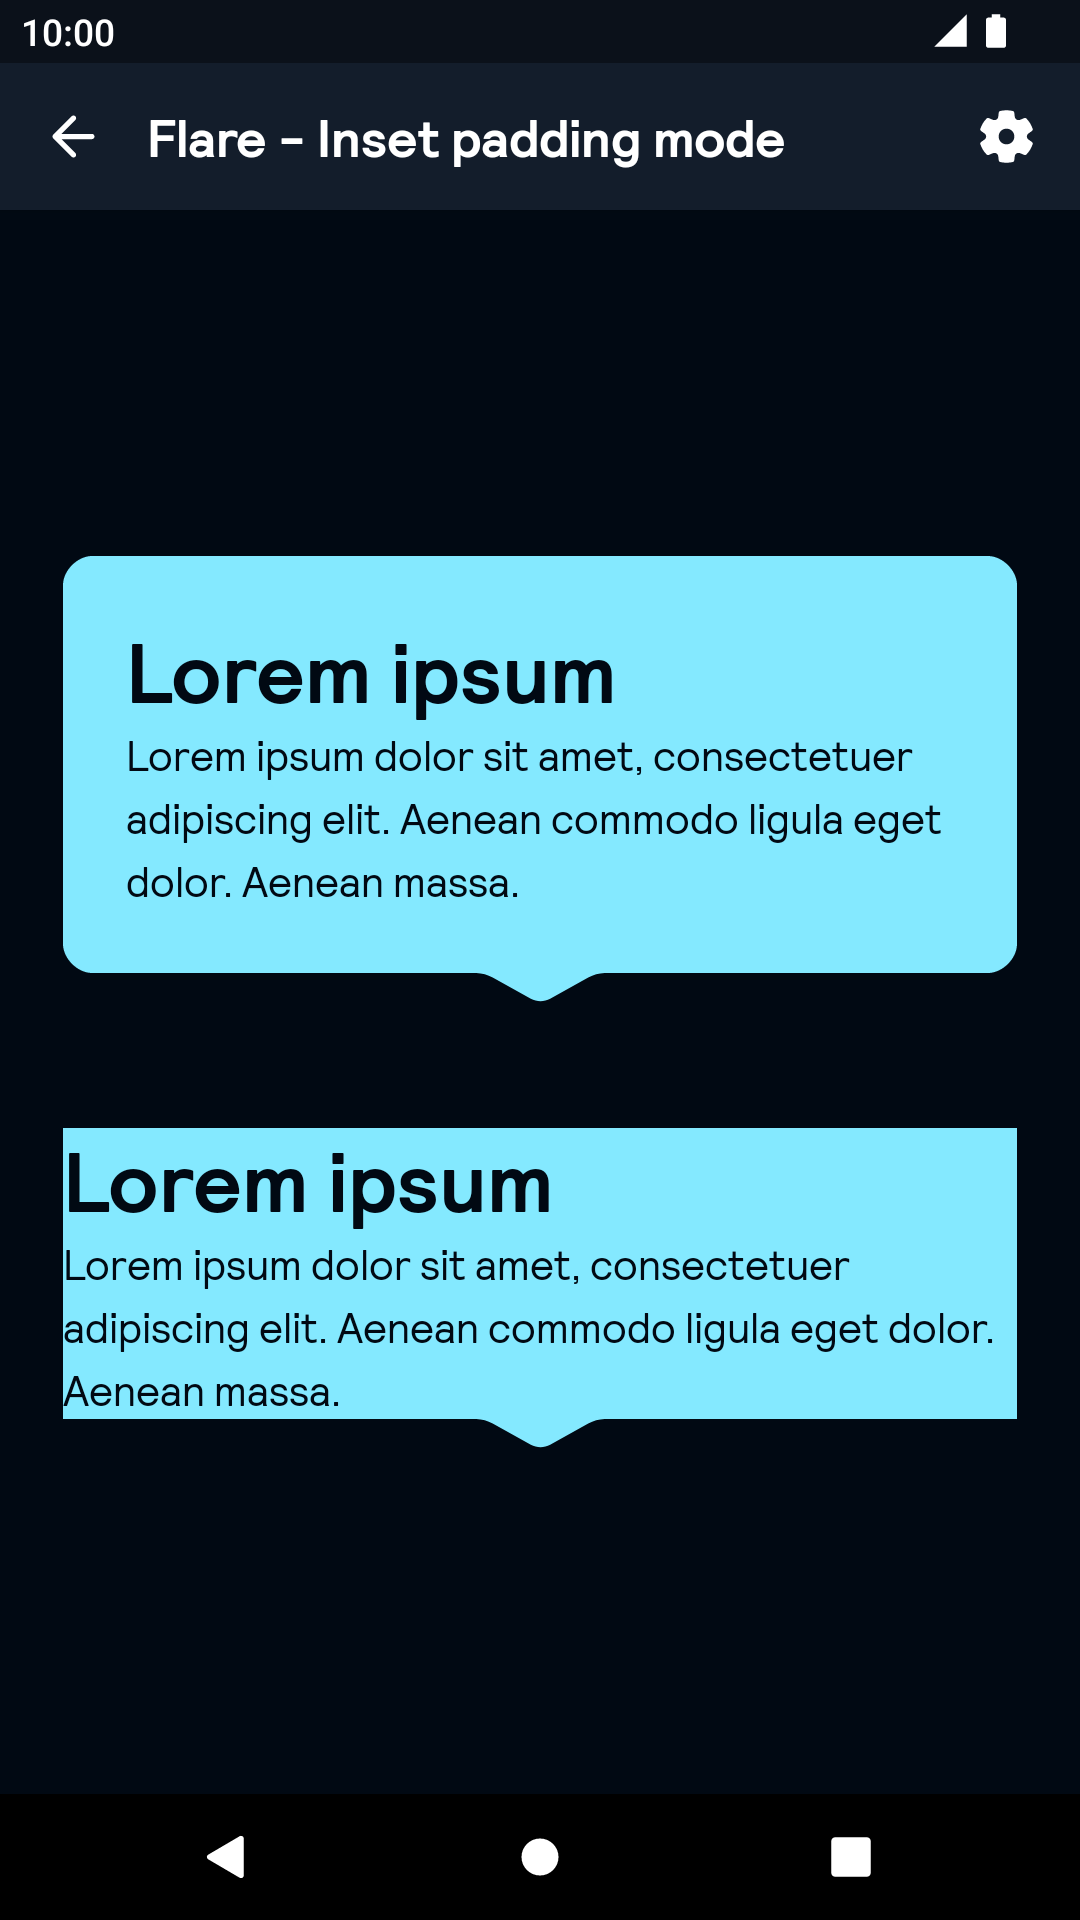 10:00
Flare - Inset padding mode
Lorem ipsum
Lorem ipsum dolor sit amet, consectetuer
adipiscing elit. Aenean commodo ligula eget
dolor. Aenean massa.
Lorem ipsum
Lorem ipsum dolor sit amet, consectetuer
adipiscing elit. Aenean commodo ligula eget dolor.
Aenean massa.